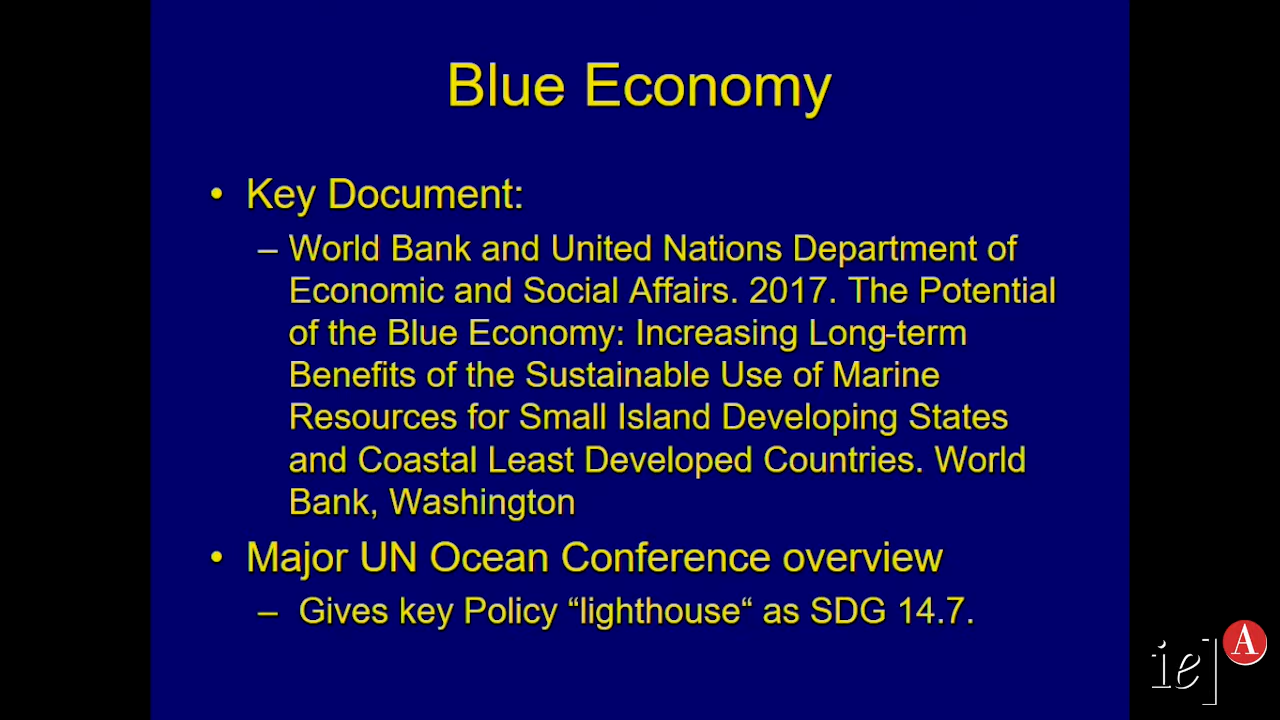 Blue Economy
• Key Document:
– World Bank and United Nations Department of
Economic and Social Affairs. 2017. The Potential
of the Blue Economy: Increasing Long-term
Benefits of the Sustainable Use of Marine
Resources for Small Island Developing States
and Coastal Least Developed Countries. World
Bank, Washington
• Major UN Ocean Conference overview
– Gives key Policy “lighthouse“ as SDG 14.7.
ie] A